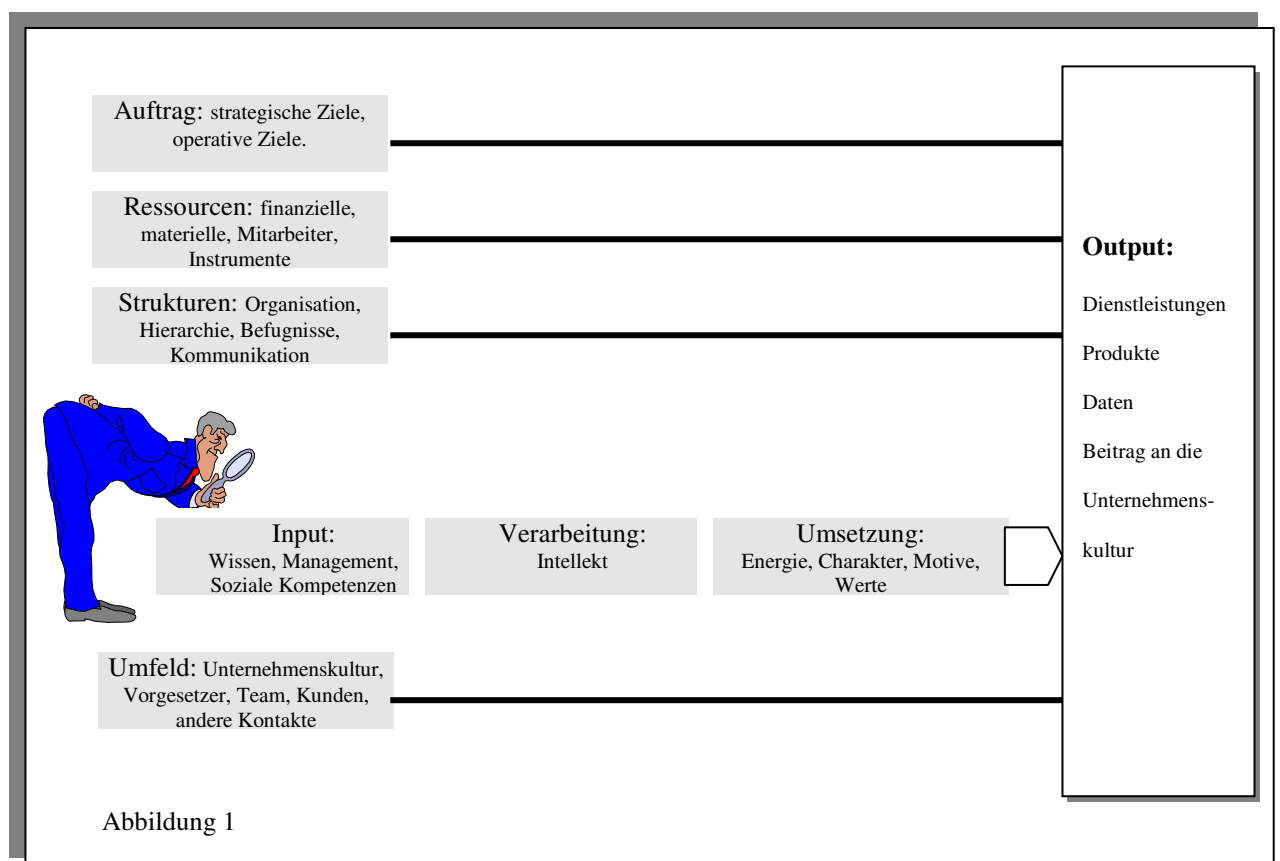 Auftrag: strategische Ziele,
operative Ziele.
Ressourcen: finanzielle,
materielle, Mitarbeiter,
Instrumente
Strukturen: Organisation,
Hierarchie, Befugnisse,
Kommunikation
Input:
Wissen, Management,
Soziale Kompetenzen
Verarbeitung:
Intellekt
Umsetzung:
Energie, Charakter, Motive,
Werte
Umfeld: Unternehmenskultur,
Vorgesetzer, Team, Kunden,
andere Kontakte
Output:
Dienstleistungen
Produkte
Daten
Beitrag an die
Unternehmens-
kultur
Abbildung 1